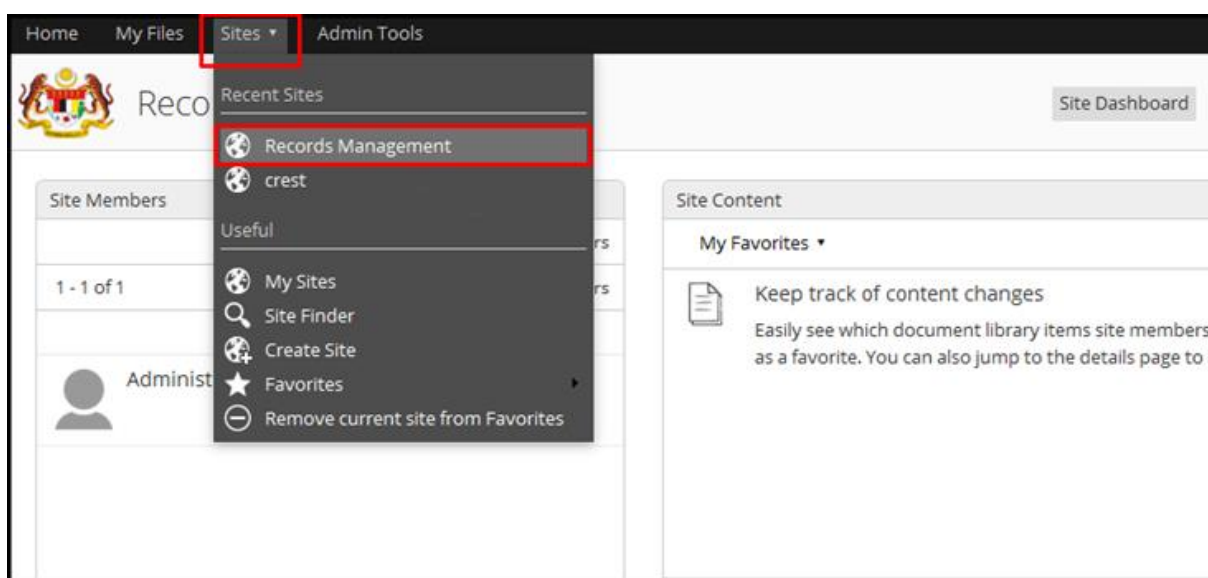 Home My Files Sites Admin Tools
Reco
Site Dashboard
Recent Sites
Records Management
crest
Useful
My Sites
Site Finder
Create Site
Favorites
Remove current site from Favorites
Site Members
rs
1 - 1 of 1
rs
Administ
Site Content
My Favorites
Keep track of content changes
Easily see which document library items site members
as a favorite. You can also jump to the details page to